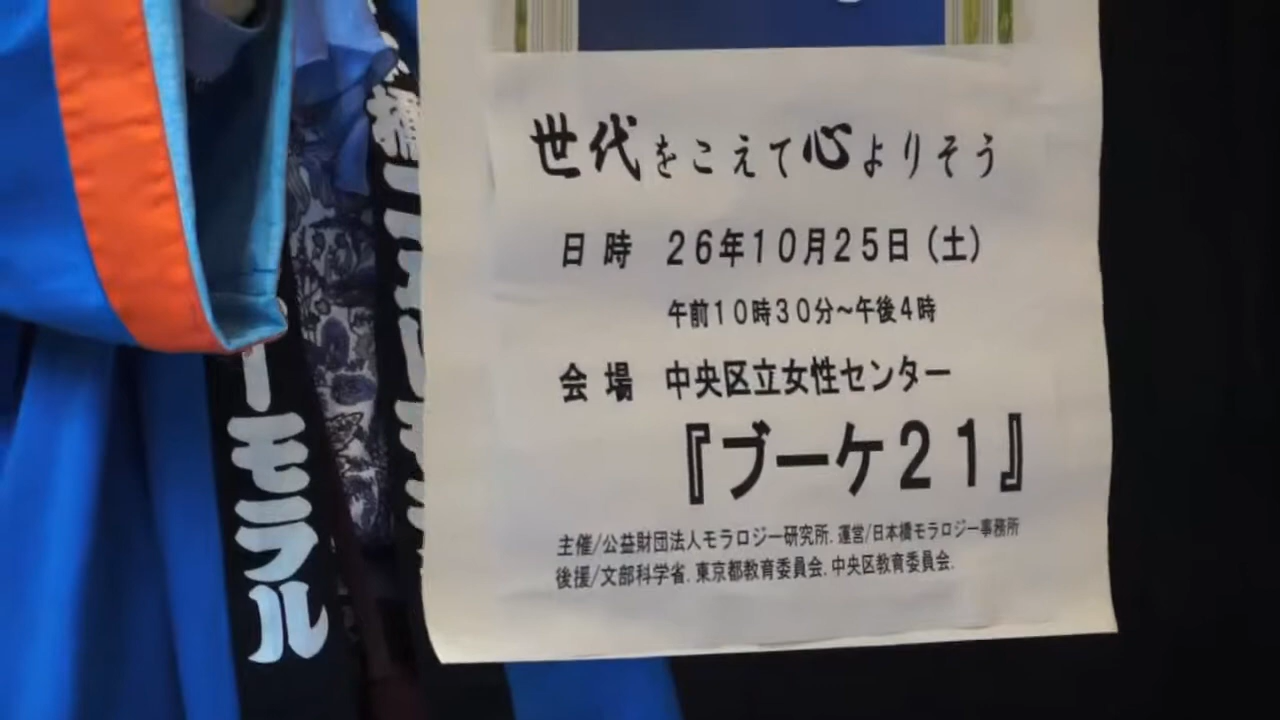 世代をこえて心よりそう
日 時 26年10月25日(土)
午前10時30分~午後4時
会 場 中央区立女性センター
『ブーケ21』
主催/公益財団法人モラロジー研究所. 運営/日本橋モラロジー事務所
後援/文部科学省. 東京都教育委員会. 中央区教育委員会.
ーモラル